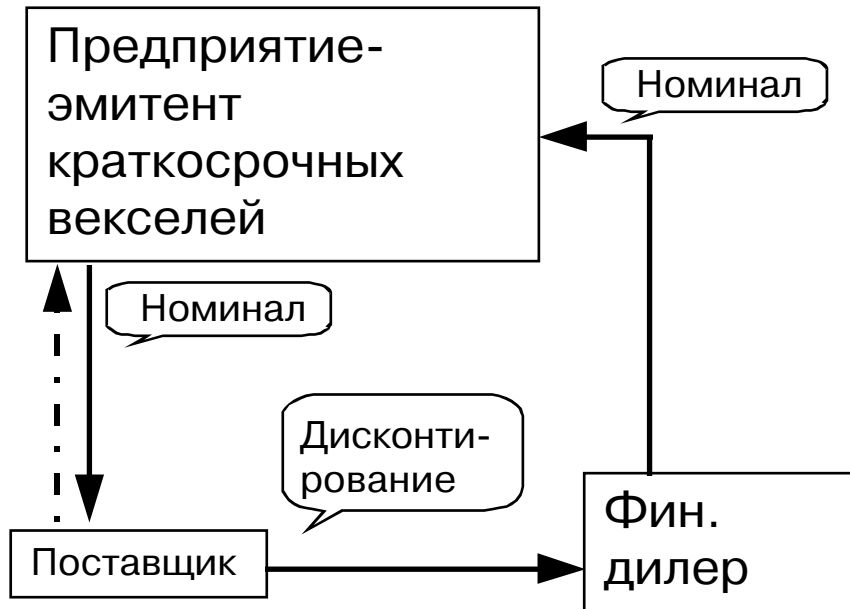 Предприятие-
эмитент
краткосрочных
векселей
Номинал
Номинал
Дисконти-
рование
Поставщик
Фин.
дилер